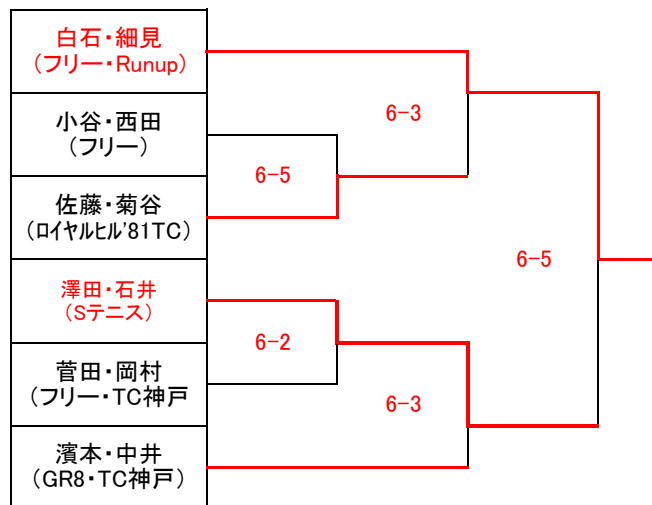 白石・細見
(フリー・Runup)
小谷・西田
(フリー)
佐藤・菊谷
(ﾛｲﾔﾙﾋﾙ'81TC)
澤田・石井
(Sテニス)
菅田・岡村
(フリー・TC神戸
濱本・中井
(GR8・TC神戸)
6-3
6-5
6-5
6-2
6-3